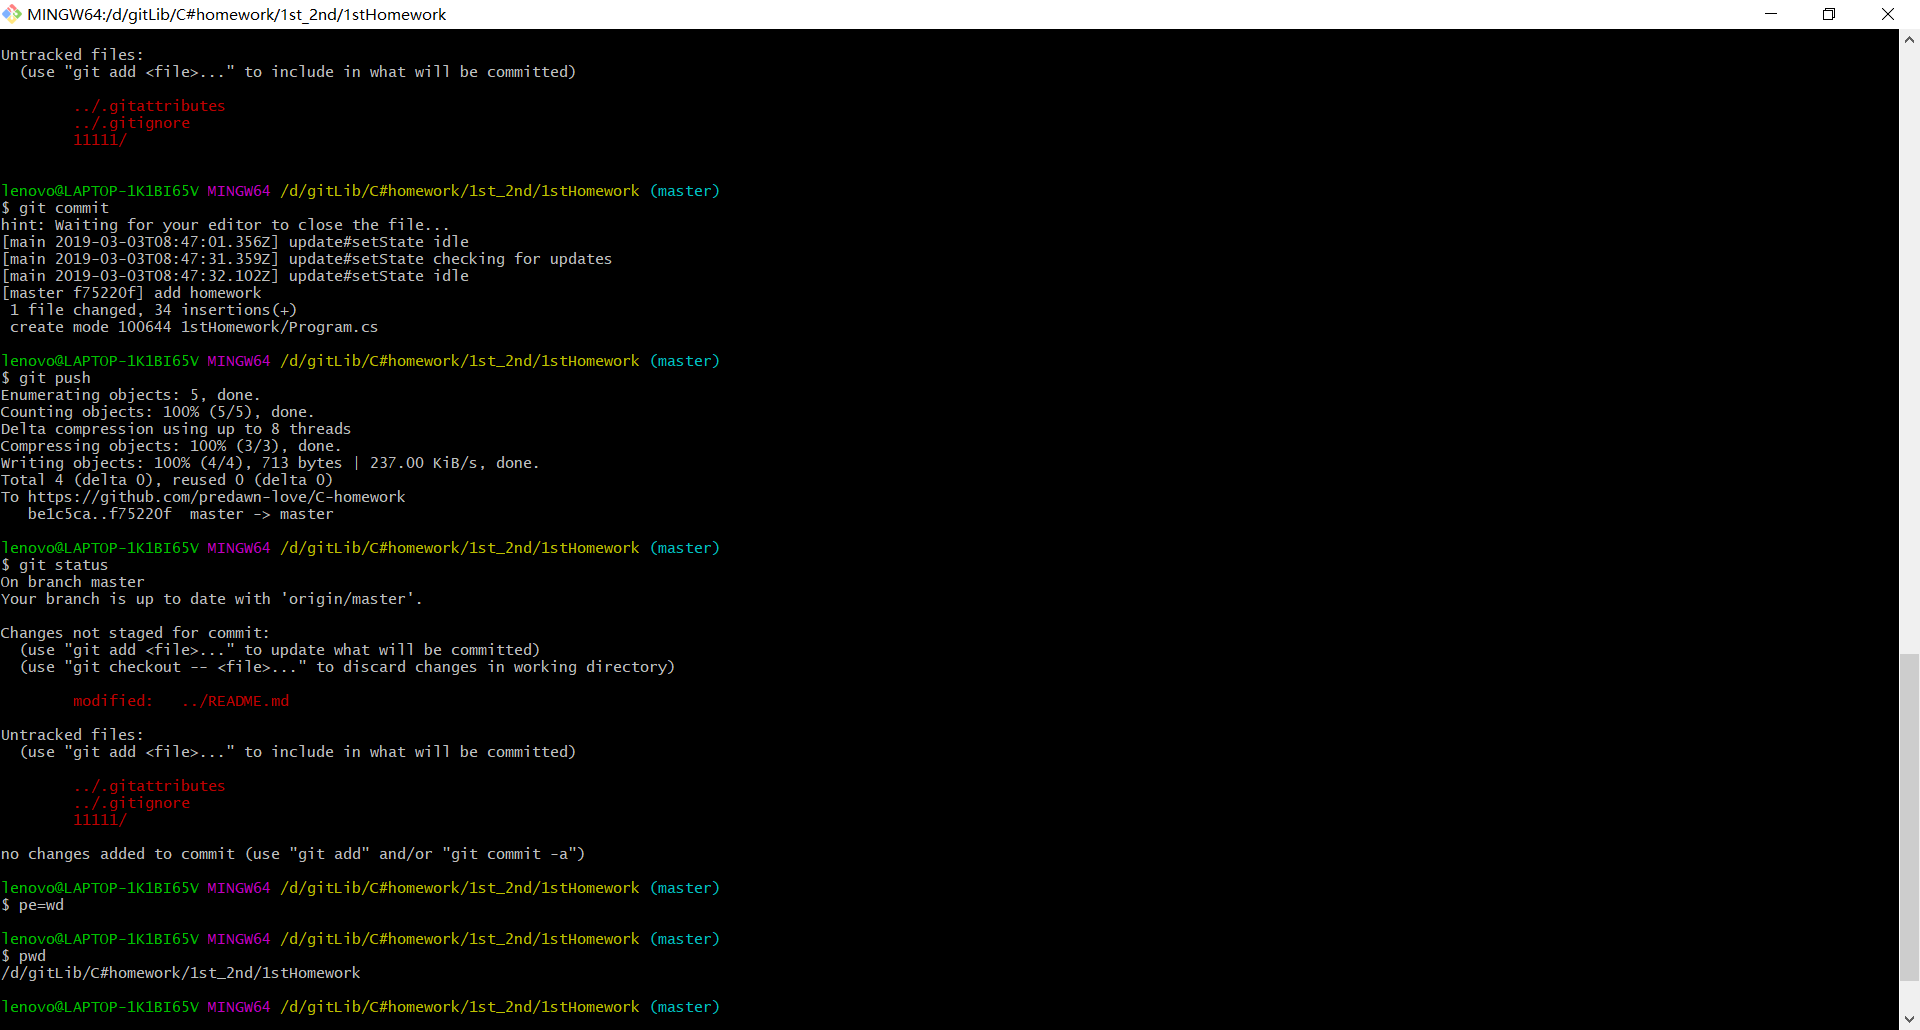 MINGW64:/d/gitLib/C#homework/1st_2nd/1stHomework
Untracked files:
  (use "git add <file>..." to include in what will be committed)
        ../.gitattributes
        ../.gitignore
        11111/
lenovo@LAPTOP-1K1BI65V MINGW64 /d/gitLib/C#homework/1st_2nd/1stHomework (master)
$ git commit
hint: Waiting for your editor to close the file...
[main 2019-03-03T08:47:01.356Z] update#setState idle
[main 2019-03-03T08:47:31.359Z] update#setState checking for updates
[main 2019-03-03T08:47:32.102Z] update#setState idle
[master f75220f] add homework
 1 file changed, 34 insertions(+)
 create mode 100644 1stHomework/Program.cs
lenovo@LAPTOP-1K1BI65V MINGW64 /d/gitLib/C#homework/1st_2nd/1stHomework (master)
$ git push
Enumerating objects: 5, done.
Counting objects: 100% (5/5), done.
Delta compression using up to 8 threads
Compressing objects: 100% (3/3), done.
Writing objects: 100% (4/4), 713 bytes | 237.00 KiB/s, done.
Total 4 (delta 0), reused 0 (delta 0)
To https://github.com/predawn-love/C-homework
   be1c5ca..f75220f  master -> master
lenovo@LAPTOP-1K1BI65V MINGW64 /d/gitLib/C#homework/1st_2nd/1stHomework (master)
$ git status
On branch master
Your branch is up to date with 'origin/master'.
Changes not staged for commit:
  (use "git add <file>..." to update what will be committed)
  (use "git checkout -- <file>..." to discard changes in working directory)
        modified:   ../README.md
Untracked files:
  (use "git add <file>..." to include in what will be committed)
        ../.gitattributes
        ../.gitignore
        11111/
no changes added to commit (use "git add" and/or "git commit -a")
lenovo@LAPTOP-1K1BI65V MINGW64 /d/gitLib/C#homework/1st_2nd/1stHomework (master)
$ pe=wd
lenovo@LAPTOP-1K1BI65V MINGW64 /d/gitLib/C#homework/1st_2nd/1stHomework (master)
$ pwd
/d/gitLib/C#homework/1st_2nd/1stHomework
lenovo@LAPTOP-1K1BI65V MINGW64 /d/gitLib/C#homework/1st_2nd/1stHomework (master)